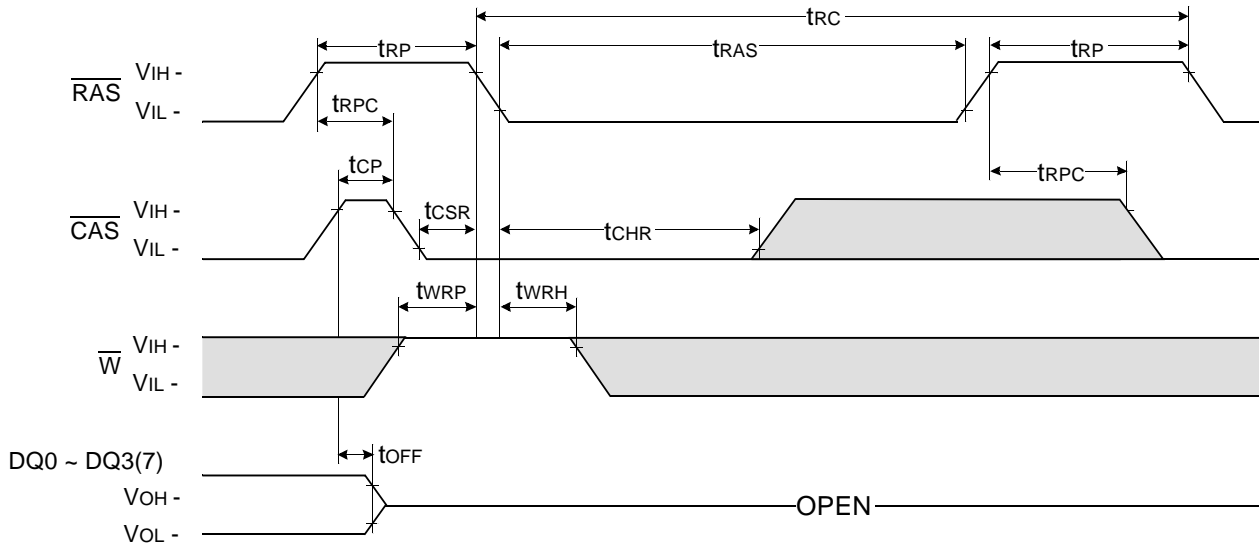 tRC
tRP tRAS tRP
RAS VIH -
VIL -
tRPC
tCP tRPC
CAS VIH -
VIL -
tCSR tCHR
tWRP tWRH
W VIH -
VIL -
tOFF
DQ0 ~ DQ3(7)
VOH -
VOL -
OPEN